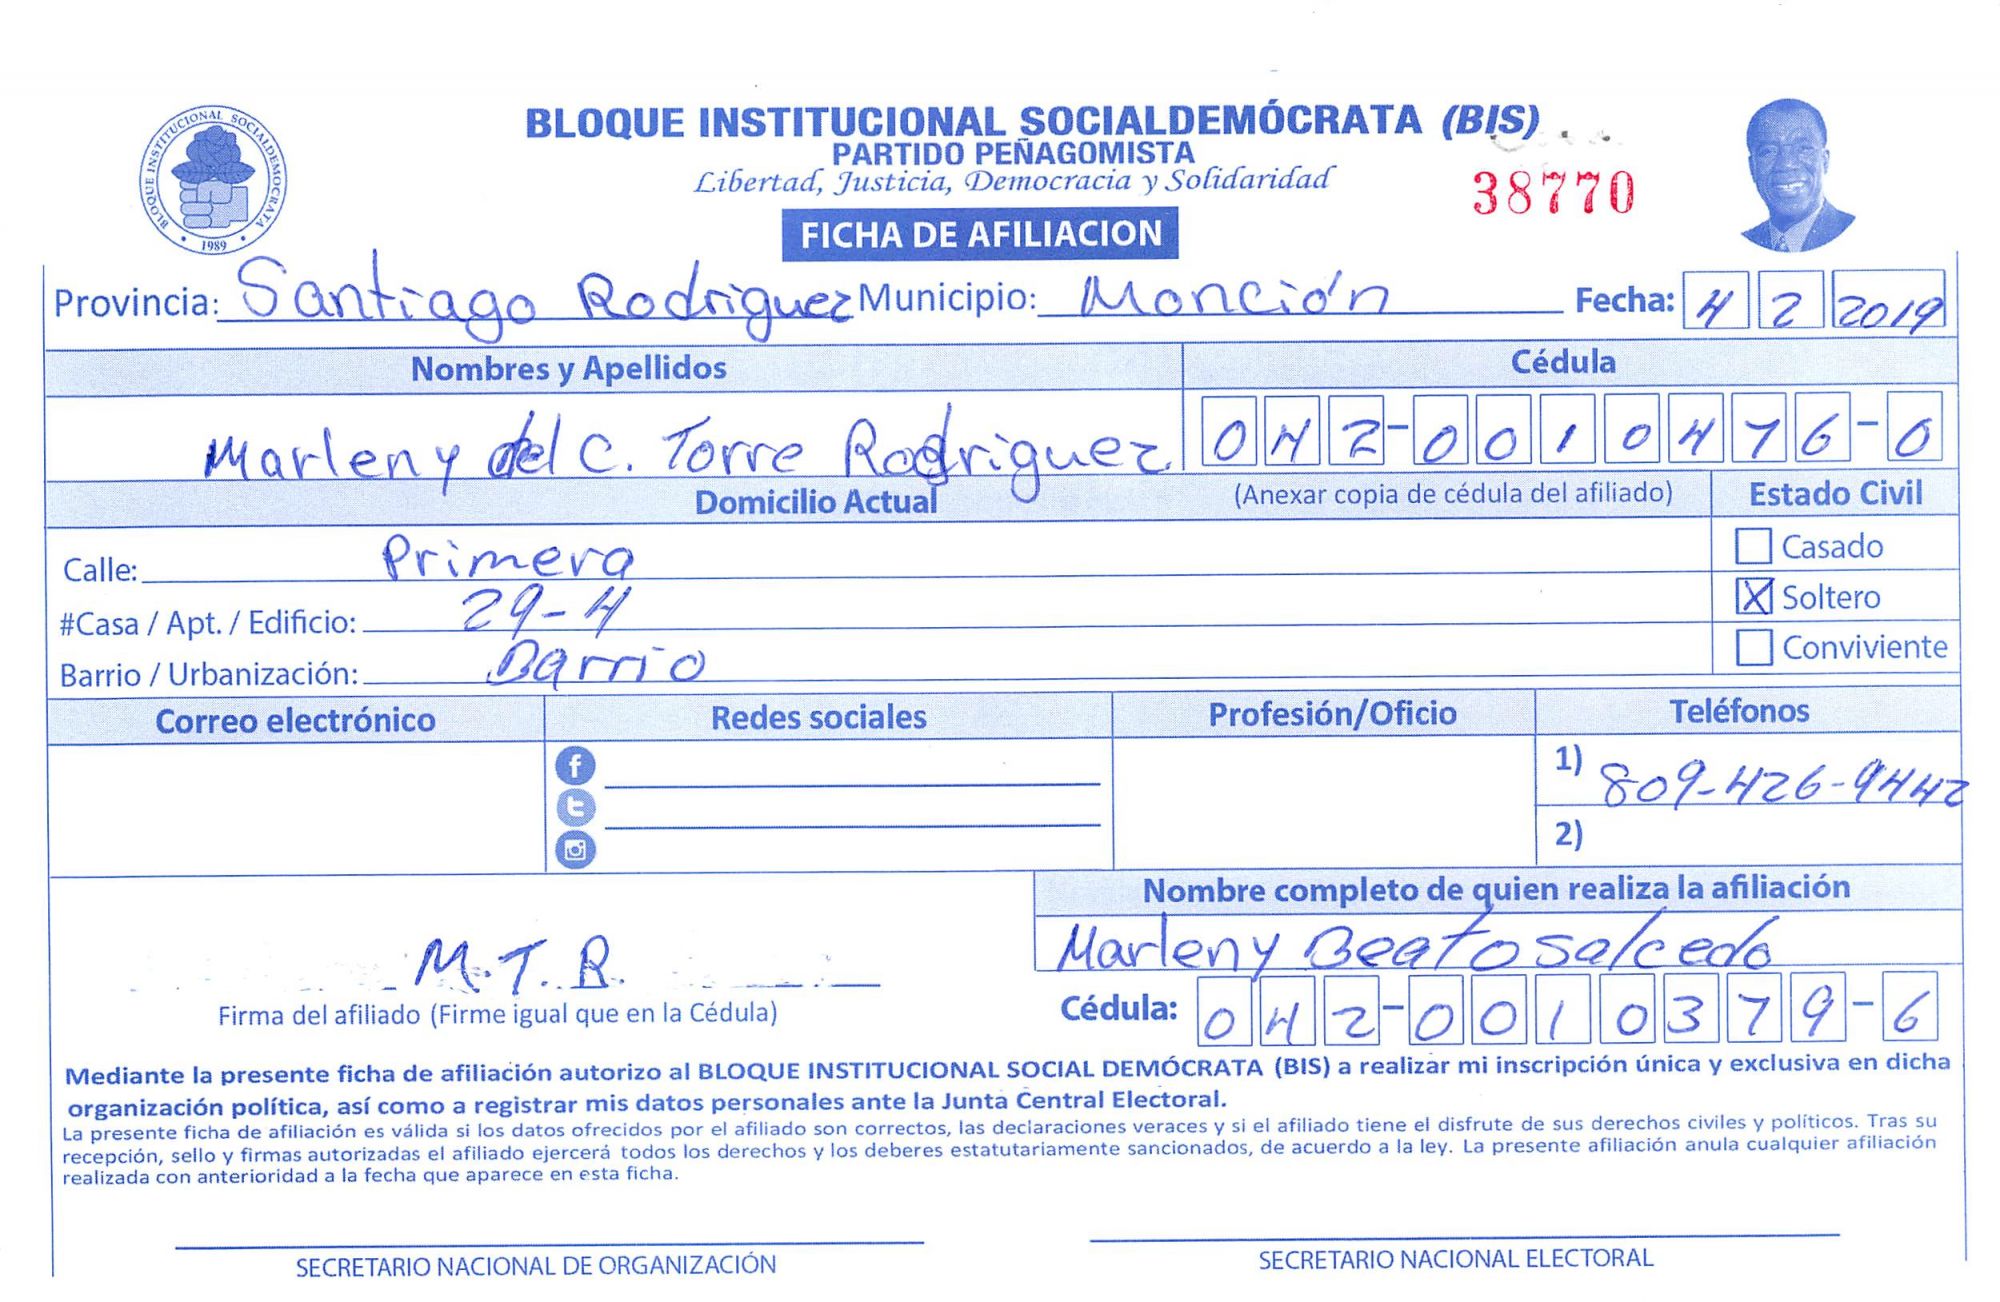 BLOQUE INSTITUCIONAL SOCIALDEMOCRATA
1989
BLOQUE INSTITUCIONAL SOCIALDEMÓCRATA (BIS)
PARTIDO PEÑAGOMISTA
Libertad, Justicia, Democracia y Solidaridad
38770
FICHA DE AFILIACION
Provincia: Santiago Rodriguez Municipio: Monción Fecha: 4 2 2019
Nombres y Apellidos Cédula
Marleny del C. Torre Rodriguez 042-0010476-0
Domicilio Actual (Anexar copia de cédula del afiliado) Estado Civil
Calle: Primera
Casado
#Casa / Apt. / Edificio: 29-4
X Soltero
Barrio / Urbanización: Barrio
Conviviente
Correo electrónico Redes sociales Profesión/Oficio Teléfonos
1) 809-426-9442
2)
Nombre completo de quien realiza la afiliación
Marleny Beato Salcedo
M.T.R.
Firma del afiliado (Firme igual que en la Cédula)
Cédula: 042-0010379-6
Mediante la presente ficha de afiliación autorizo al BLOQUE INSTITUCIONAL SOCIAL DEMÓCRATA (BIS) a realizar mi inscripción única y exclusiva en dicha
organización política, así como a registrar mis datos personales ante la Junta Central Electoral.
La presente ficha de afiliación es válida si los datos ofrecidos por el afiliado son correctos, las declaraciones veraces y si el afiliado tiene el disfrute de sus derechos civiles y políticos. Tras su
recepción, sello y firmas autorizadas el afiliado ejercerá todos los derechos y los deberes estatutariamente sancionados, de acuerdo a la ley. La presente afiliación anula cualquier afiliación
realizada con anterioridad a la fecha que aparece en esta ficha.
SECRETARIO NACIONAL DE ORGANIZACIÓN
SECRETARIO NACIONAL ELECTORAL